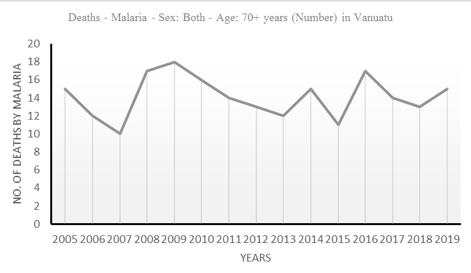 Deaths - Malaria - Sex: Both - Age: 70+ years (Number) in Vanuatu
NO. OF DEATHS BY MALARIA
20
18
16
14
12
10
8
6
4
2
0
2005 2006 2007 2008 2009 2010 2011 2012 2013 2014 2015 2016 2017 2018 2019
YEARS